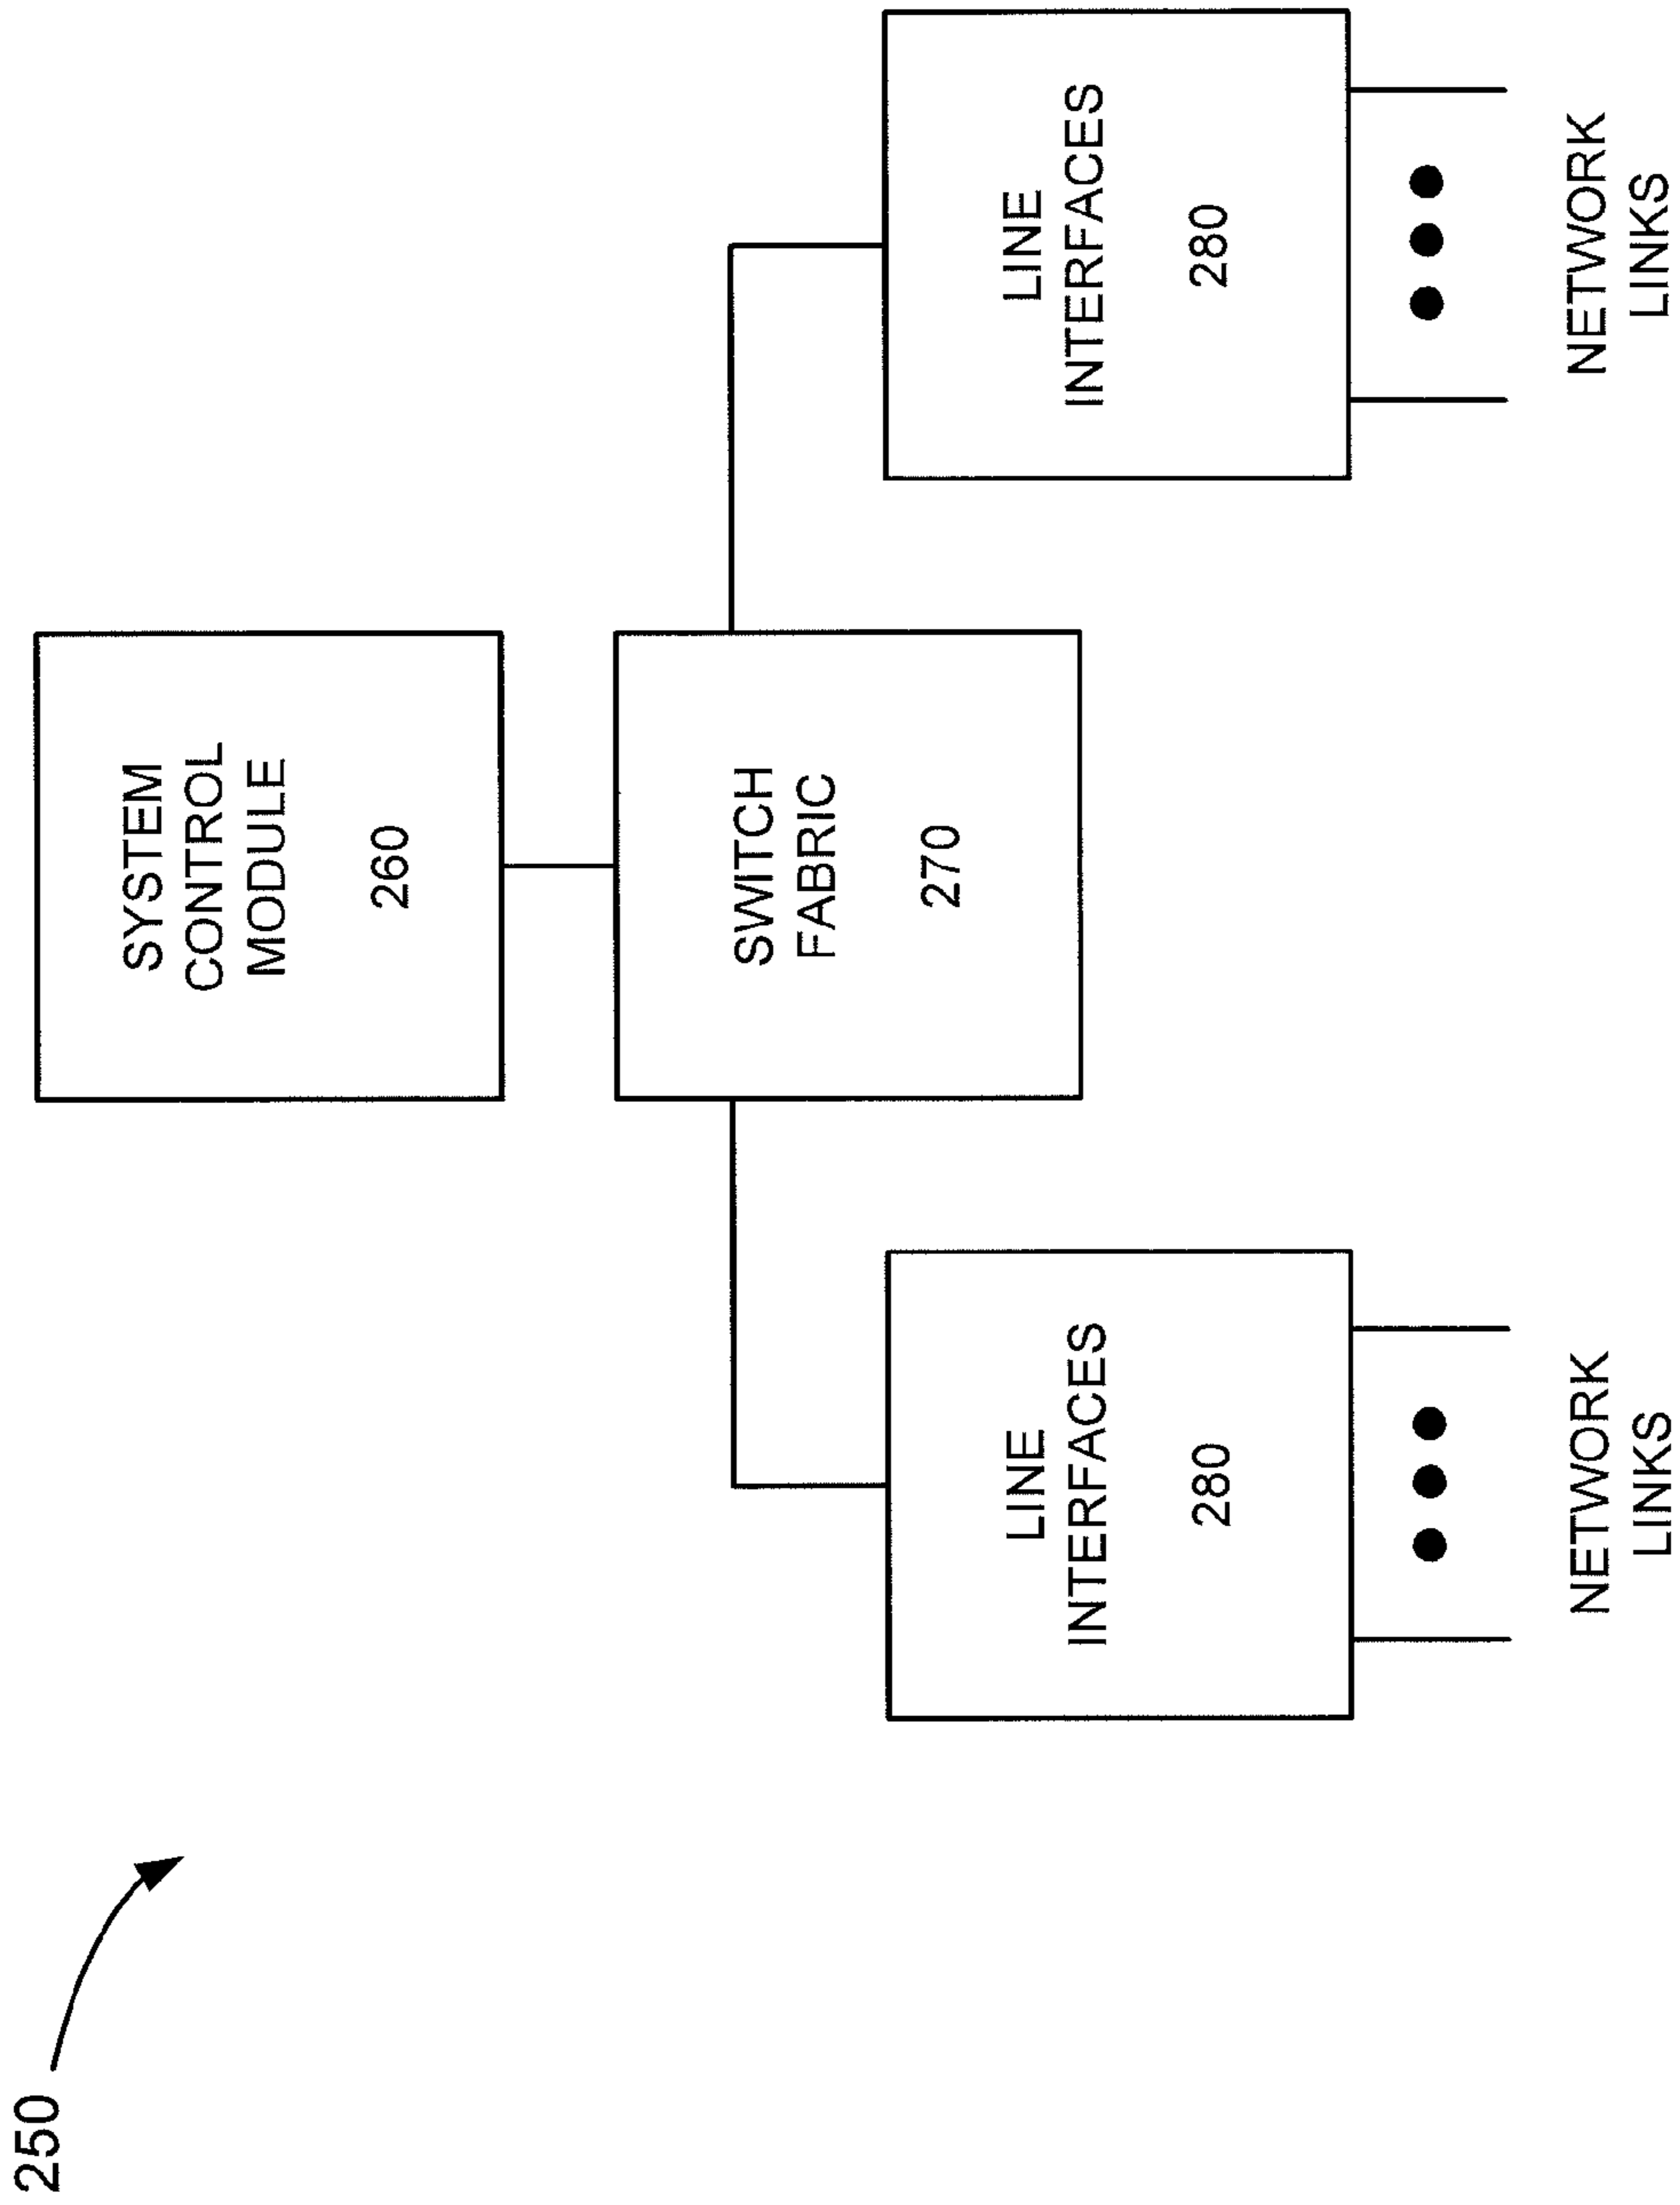 250
SYSTEM
CONTROL
MODULE
260
SWITCH
FABRIC
270
LINE
INTERFACES
280
NETWORK
LINKS
LINE
INTERFACES
280
NETWORK
LINKS